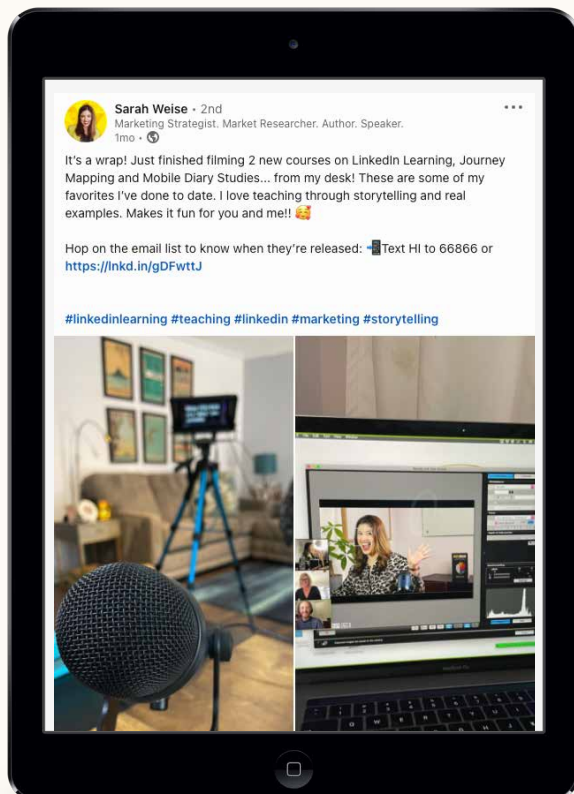 Sarah Weise • 2nd
Marketing Strategist. Market Researcher. Author. Speaker.
1mo •
It's a wrap! Just finished filming 2 new courses on LinkedIn Learning, Journey
Mapping and Mobile Diary Studies... from my desk! These are some of my
favorites I've done to date. I love teaching through storytelling and real
examples. Makes it fun for you and me!! 🥰
Hop on the email list to know when they're released: 📲Text HI to 66866 or
https://lnkd.in/gDFwttJ
#linkedinlearning #teaching #linkedin #marketing #storytelling